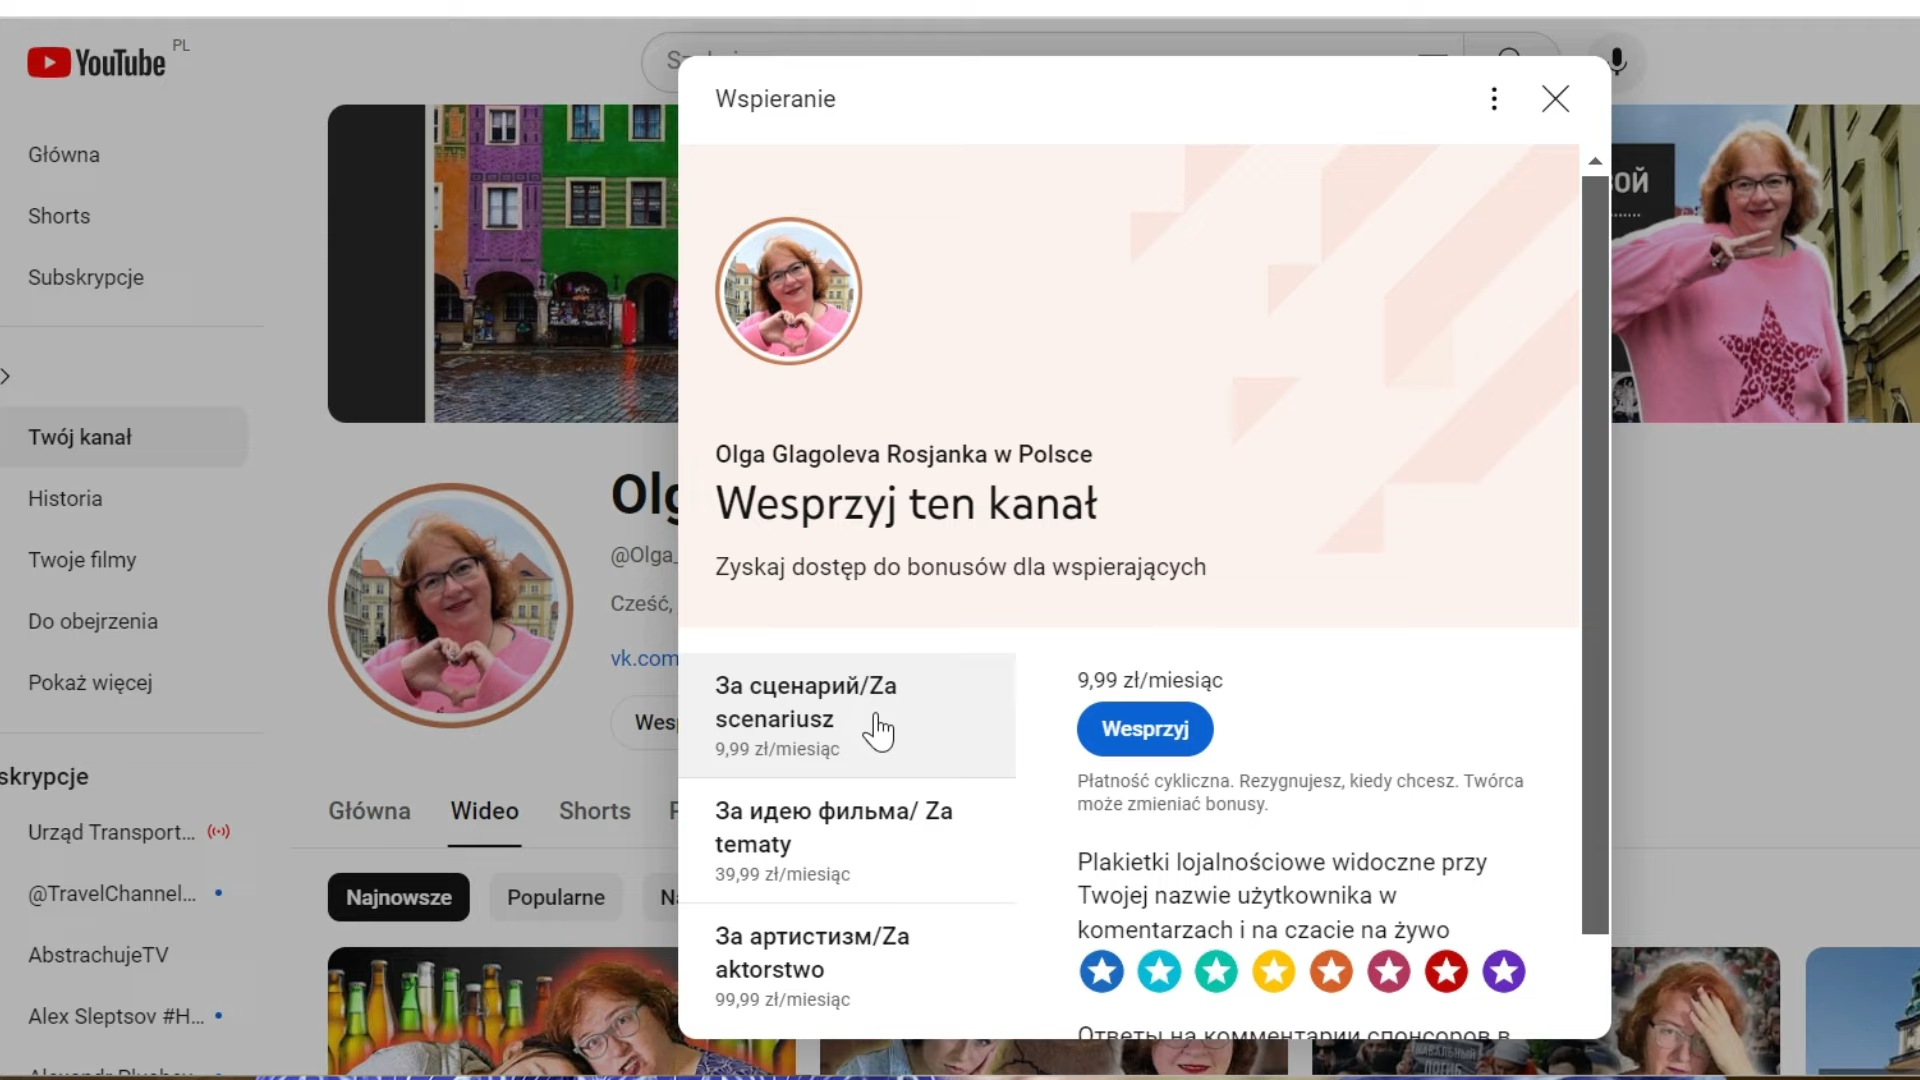 YouTube PL
Główna
Shorts
Subskrypcje
Twój kanał
Historia
Twoje filmy
Do obejrzenia
Pokaż więcej
skrypcje
Urząd Transport...
@TravelChannel...
AbstrachujeTV
Alex Sleptsov #H...
@Olga_
Cześć,
vk.com
Główna
Wideo
Shorts
Najnowsze
Popularne
Wspieranie
Olga Glagoleva Rosjanka w Polsce
Wesprzyj ten kanał
Zyskaj dostęp do bonusów dla wspierających
За сценарий/Za
scenariusz
9,99 zł/miesiąc
За идею фильма/ Za
tematy
39,99 zł/miesiąc
За артистизм/Za
aktorstwo
99,99 zł/miesiąc
9,99 zł/miesiąc
Wesprzyj
Płatność cykliczna. Rezygnujesz, kiedy chcesz. Twórca
może zmieniać bonusy.
Plakietki lojalnościowe widoczne przy
Twojej nazwie użytkownika w
komentarzach i na czacie na żywo
Ответы на комментарии спонсоров в